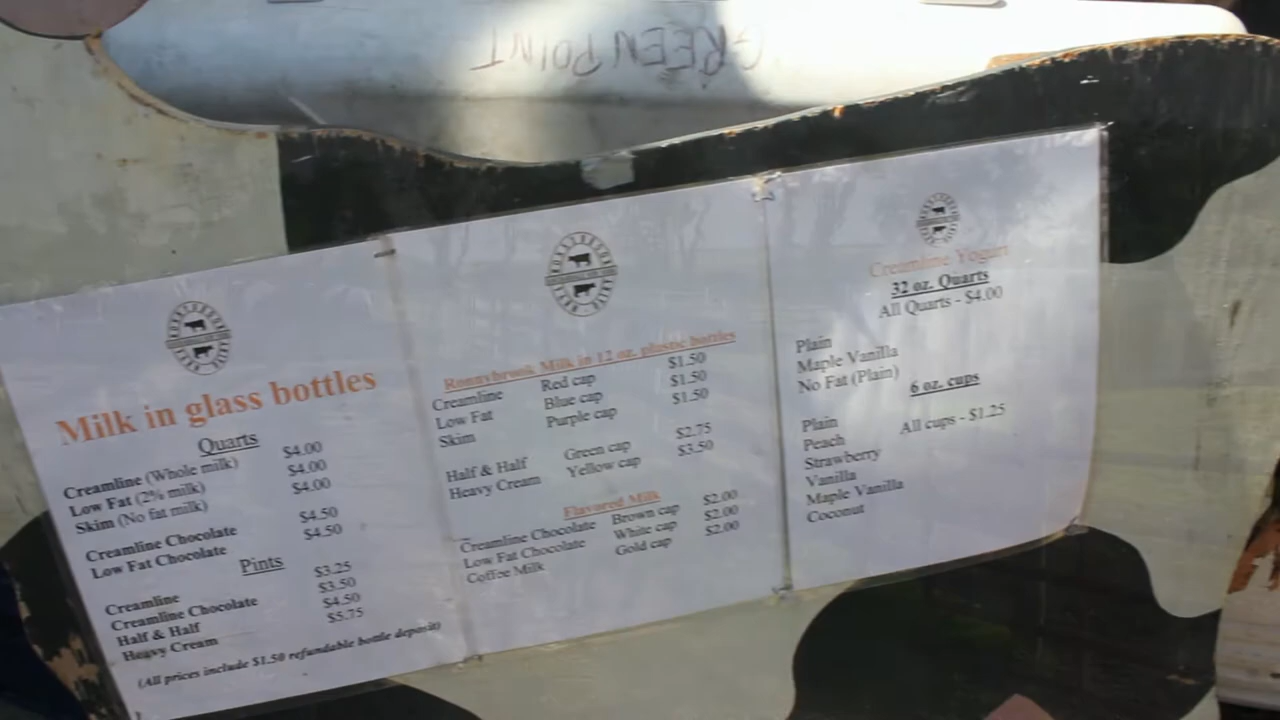 GREEN POINT
Milk in glass bottles
Quarts
Creamline (Whole milk) $4.00
Low Fat (2% milk) $4.00
Skim (No fat milk) $4.00
Creamline Chocolate $4.50
Low Fat Chocolate $4.50
Pints
Creamline $3.25
Creamline Chocolate $3.50
Half & Half $4.50
Heavy Cream $5.75
(All prices include $1.50 refundable bottle deposit)
Ronnybrook Milk in 12 oz. plastic bottles
Creamline Red cap $1.50
Low Fat Blue cap $1.50
Skim Purple cap $1.50
Half & Half Green cap $2.75
Heavy Cream Yellow cap $3.50
Flavored Milk
Creamline Chocolate Brown cap $2.00
Low Fat Chocolate White cap $2.00
Coffee Milk Gold cap $2.00
Creamline Yogurt
32 oz. Quarts
All Quarts - $4.00
Plain
Maple Vanilla
No Fat (Plain)
6 oz. cups
All cups - $1.25
Plain
Peach
Strawberry
Vanilla
Maple Vanilla
Coconut